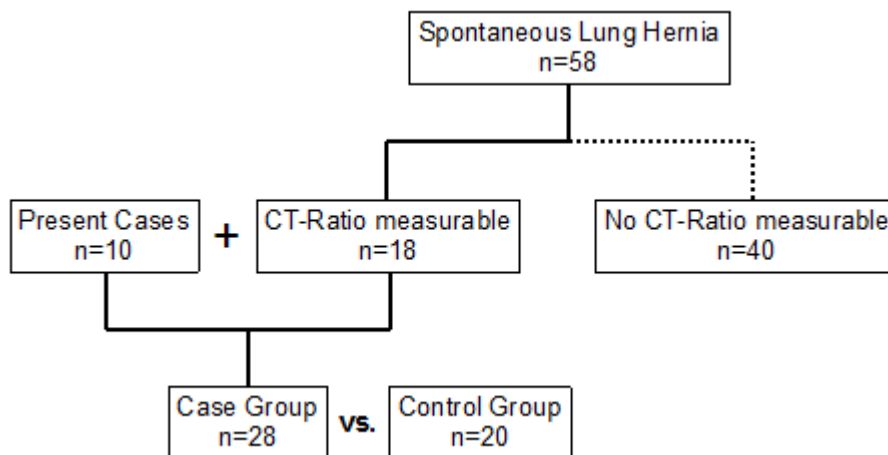 Spontaneous Lung Hernia
n=58
Present Cases
n=10
+
CT-Ratio measurable
n=18
No CT-Ratio measurable
n=40
Case Group
n=28
vs.
Control Group
n=20